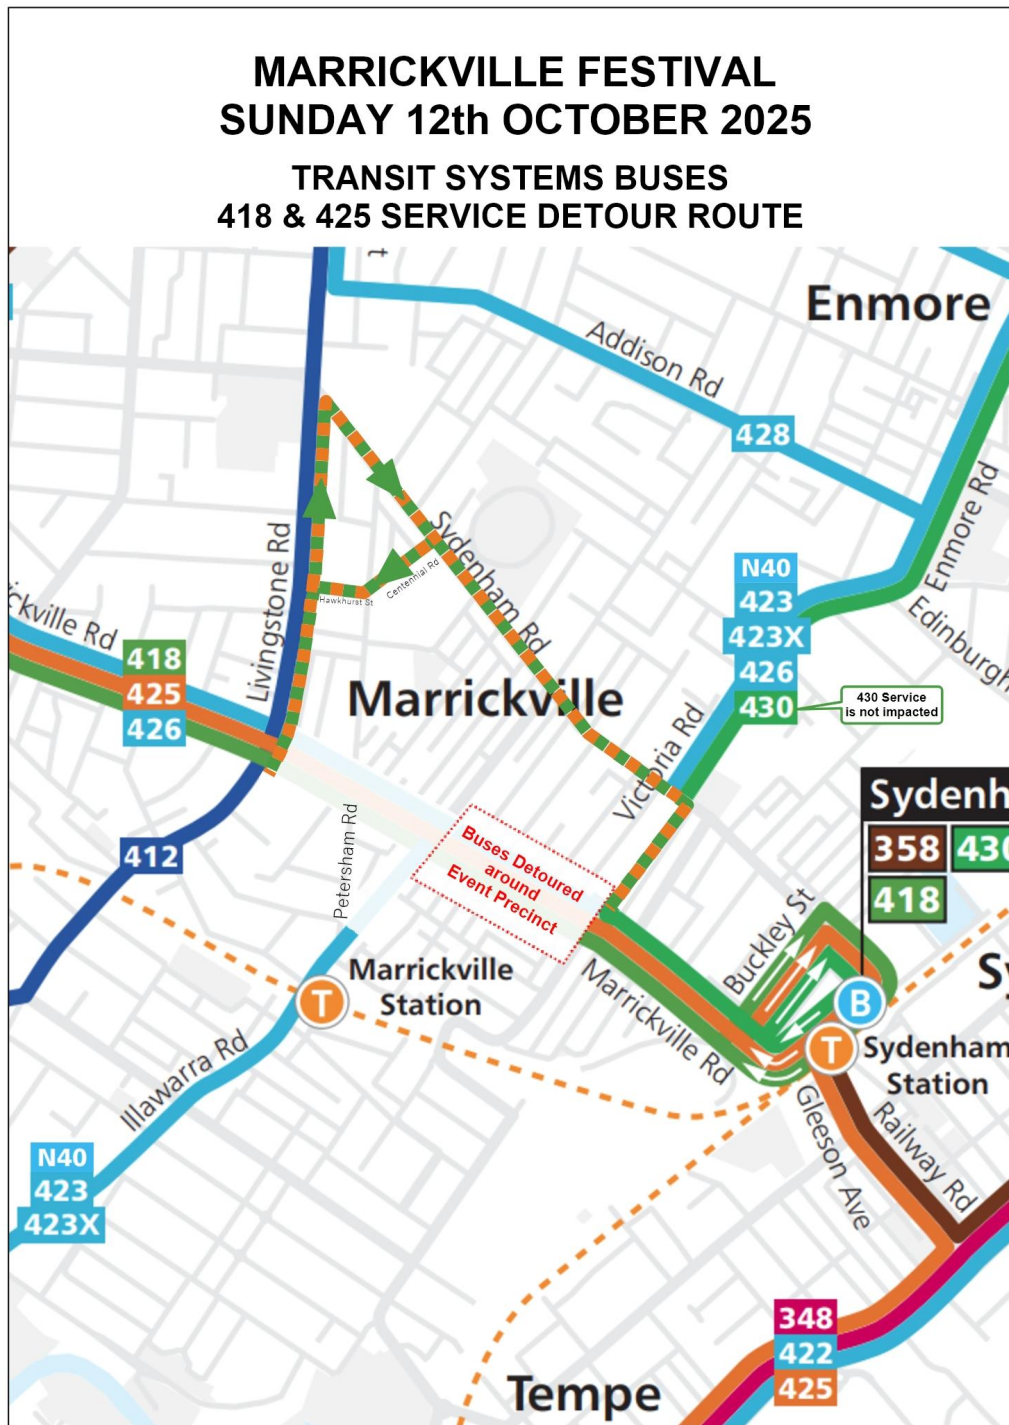 MARRICKVILLE FESTIVAL
SUNDAY 12th OCTOBER 2025
TRANSIT SYSTEMS BUSES
418 & 425 SERVICE DETOUR ROUTE
t
Enmore
Addison Rd
428
Enmore Rd
Edinburgh
Sydenham Rd
Centennial Rd
Hawkhurst St
Livingstone Rd
rickville Rd
418
425
426
Marrickville
N40
423
423X
426
430
430 Service
is not impacted
Victoria Rd
Sydenh
358
430
418
412
Petersham Rd
Buses Detoured
around
Event Precinct
Buckley St
B
Sy
Marrickville
Station
T
Marrickville Rd
T
Sydenham
Station
Illawarra Rd
Gleeson Ave
Railway Rd
N40
423
423X
348
422
425
Tempe